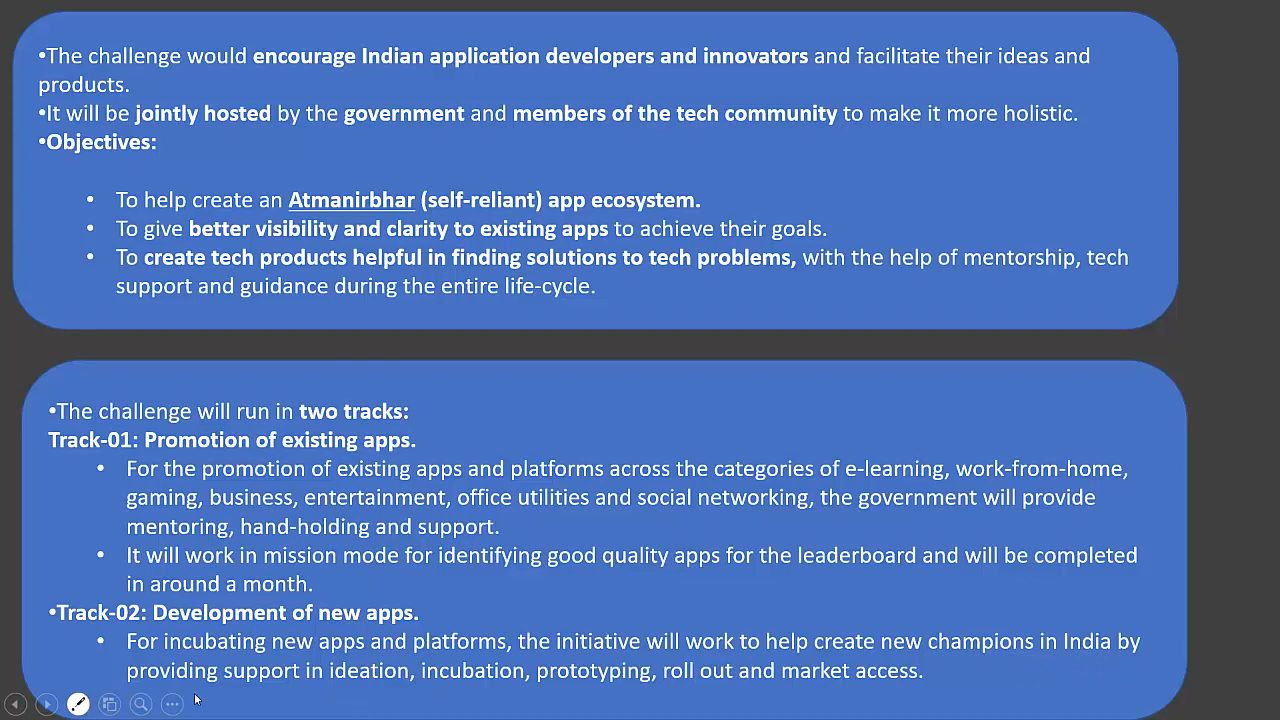 •The challenge would encourage Indian application developers and innovators and facilitate their ideas and
products.
•It will be jointly hosted by the government and members of the tech community to make it more holistic.
•Objectives:
• To help create an Atmanirbhar (self-reliant) app ecosystem.
• To give better visibility and clarity to existing apps to achieve their goals.
• To create tech products helpful in finding solutions to tech problems, with the help of mentorship, tech
support and guidance during the entire life-cycle.
•The challenge will run in two tracks:
Track-01: Promotion of existing apps.
• For the promotion of existing apps and platforms across the categories of e-learning, work-from-home,
gaming, business, entertainment, office utilities and social networking, the government will provide
mentoring, hand-holding and support.
• It will work in mission mode for identifying good quality apps for the leaderboard and will be completed
in around a month.
•Track-02: Development of new apps.
• For incubating new apps and platforms, the initiative will work to help create new champions in India by
providing support in ideation, incubation, prototyping, roll out and market access.